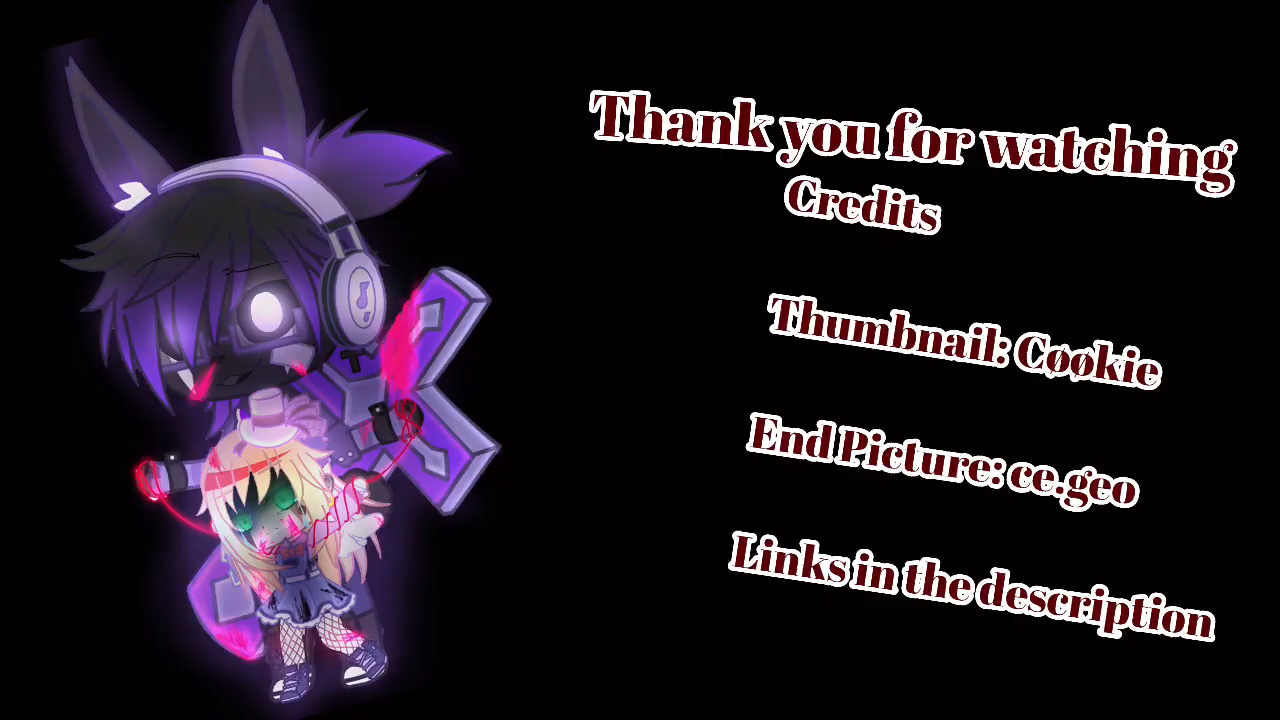 Thank you for watching
Credits
Thumbnail: Cøøkie
End Picture: ce.geo
Links in the description